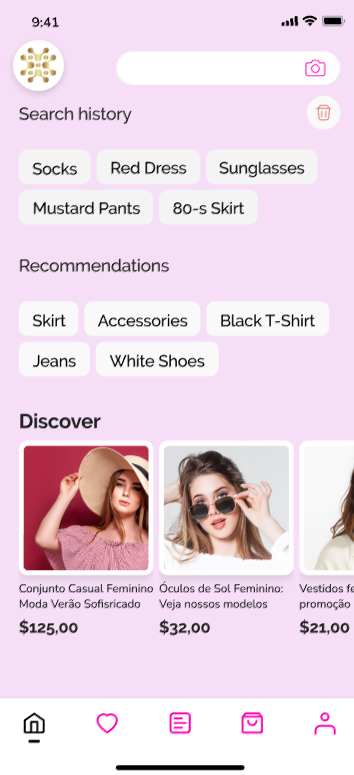 9:41
Search history
Socks Red Dress Sunglasses
Mustard Pants 80-s Skirt
Recommendations
Skirt Accessories Black T-Shirt
Jeans White Shoes
Discover
Conjunto Casual Feminino
Moda Verão Sofisricado
$125,00
Óculos de Sol Feminino:
Veja nossos modelos
$32,00
Vestidos fe
promoção
$21,00